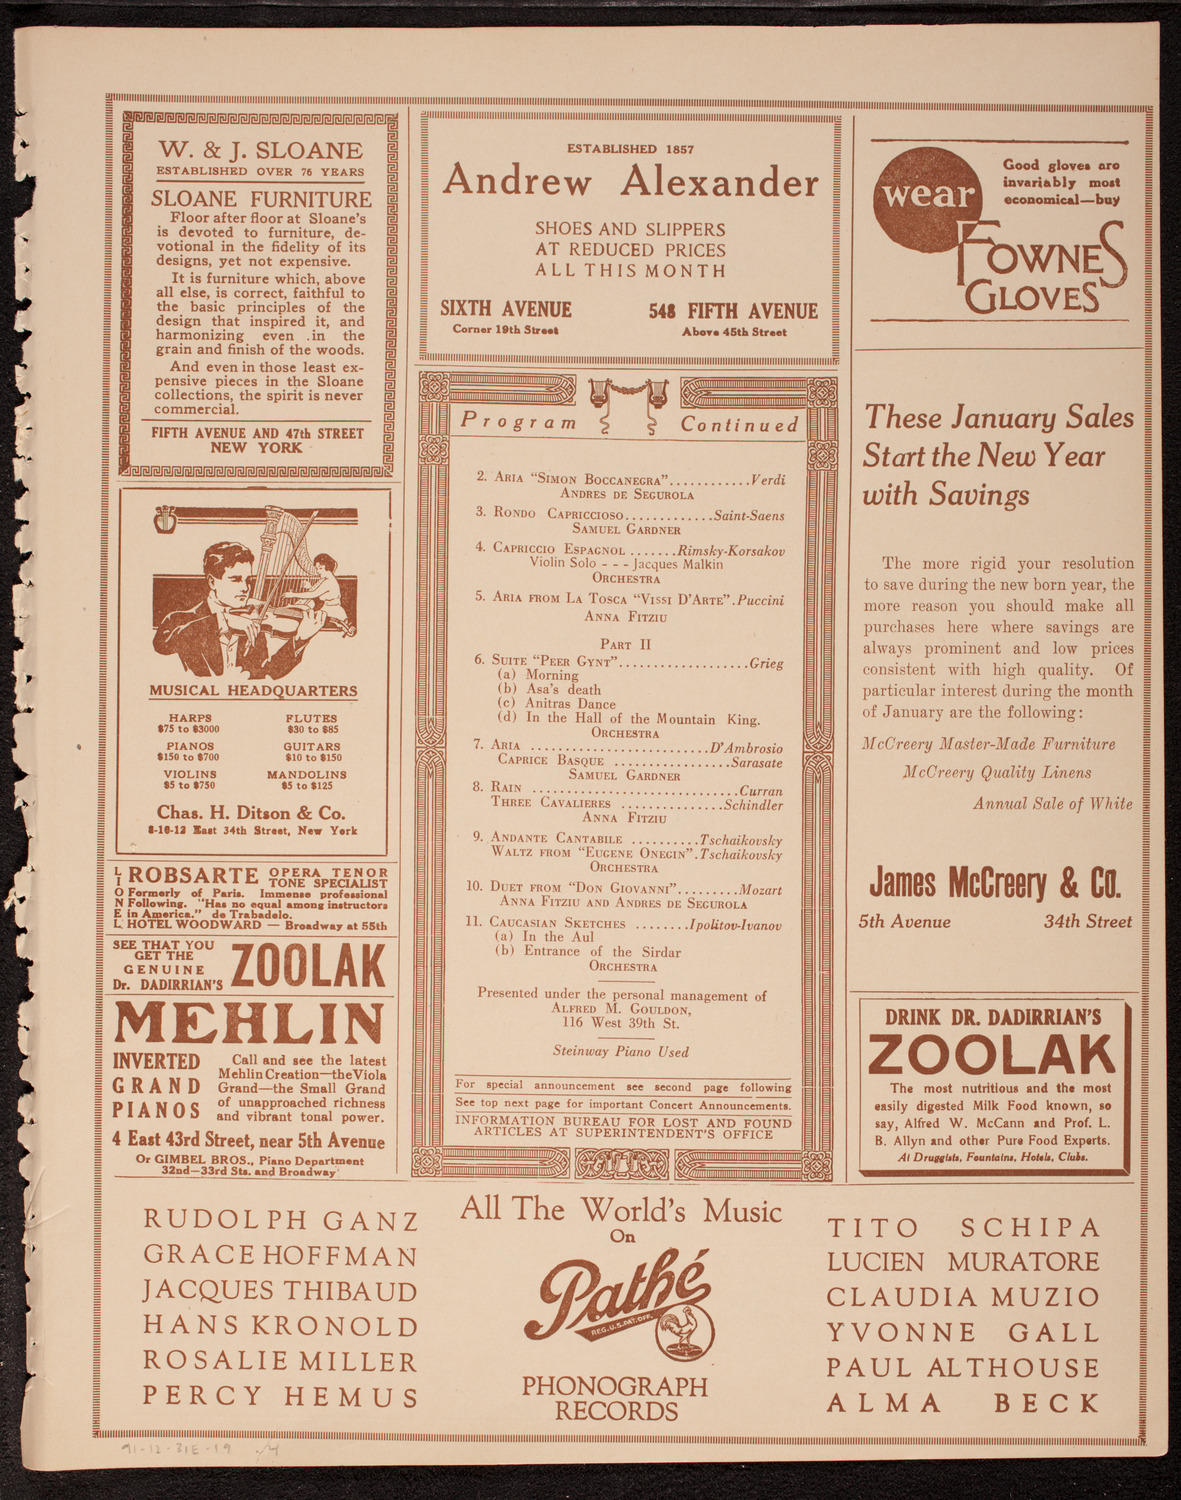 W. & J. SLOANE
ESTABLISHED OVER 76 YEARS
SLOANE FURNITURE
Floor after floor at Sloane's
is devoted to furniture, de-
votional in the fidelity of its
designs, yet not expensive.
It is furniture which, above
all else, is correct, faithful to
the basic principles of the
design that inspired it, and
harmonizing even .in the
grain and finish of the woods.
And even in those least ex-
pensive pieces in the Sloane
collections, the spirit is never
commercial.
FIFTH AVENUE AND 47th STREET
NEW YORK
MUSICAL HEADQUARTERS
HARPS
$75 to $3000
FLUTES
$30 to $85
PIANOS
$150 to $700
GUITARS
$10 to $150
VIOLINS
$5 to $750
MANDOLINS
$5 to $125
Chas. H. Ditson & Co.
8-10-12 East 34th Street, New York
LIONEL ROBSARTE OPERA TENOR
TONE SPECIALIST
Formerly of Paris. Immense professional
Following. "Has no equal among instructors
in America." de Trabadelo.
HOTEL WOODWARD — Broadway at 55th
SEE THAT YOU
GET THE
GENUINE
Dr. DADIRRIAN'S
ZOOLAK
MEHLIN
INVERTED
GRAND
PIANOS
Call and see the latest
Mehlin Creation—the Viola
Grand—the Small Grand
of unapproached richness
and vibrant tonal power.
4 East 43rd Street, near 5th Avenue
Or GIMBEL BROS., Piano Department
32nd—33rd Sts. and Broadway
ESTABLISHED 1857
Andrew Alexander
SHOES AND SLIPPERS
AT REDUCED PRICES
ALL THIS MONTH
SIXTH AVENUE
Corner 19th Street
548 FIFTH AVENUE
Above 45th Street
Program Continued
2. ARIA "SIMON BOCCANEGRA"............Verdi
ANDRES DE SEGUROLA
3. RONDO CAPRICCIOSO.............Saint-Saens
SAMUEL GARDNER
4. CAPRICCIO ESPAGNOL .......Rimsky-Korsakov
Violin Solo - - - Jacques Malkin
ORCHESTRA
5. ARIA FROM LA TOSCA "VISSI D'ARTE".Puccini
ANNA FITZIU
PART II
6. SUITE "PEER GYNT"...................Grieg
(a) Morning
(b) Asa's death
(c) Anitras Dance
(d) In the Hall of the Mountain King.
ORCHESTRA
7. ARIA ..........................D'Ambrosio
CAPRICE BASQUE .................Sarasate
SAMUEL GARDNER
8. RAIN ..............................Curran
THREE CAVALIERES ...............Schindler
ANNA FITZIU
9. ANDANTE CANTABILE ..........Tschaikovsky
WALTZ FROM "EUGENE ONEGIN".Tschaikovsky
ORCHESTRA
10. DUET FROM "DON GIOVANNI".........Mozart
ANNA FITZIU AND ANDRES DE SEGUROLA
11. CAUCASIAN SKETCHES ........Ipolitov-Ivanov
(a) In the Aul
(b) Entrance of the Sirdar
ORCHESTRA
Presented under the personal management of
ALFRED M. GOULDON,
116 West 39th St.
Steinway Piano Used
For special announcement see second page following
See top next page for important Concert Announcements.
INFORMATION BUREAU FOR LOST AND FOUND
ARTICLES AT SUPERINTENDENT'S OFFICE
wear
Good gloves are
invariably most
economical—buy
FOWNES
GLOVES
These January Sales
Start the New Year
with Savings
The more rigid your resolution
to save during the new born year, the
more reason you should make all
purchases here where savings are
always prominent and low prices
consistent with high quality. Of
particular interest during the month
of January are the following:
McCreery Master-Made Furniture
McCreery Quality Linens
Annual Sale of White
James McCreery & Co.
5th Avenue 34th Street
DRINK DR. DADIRRIAN'S
ZOOLAK
The most nutritious and the most
easily digested Milk Food known, so
say, Alfred W. McCann and Prof. L.
B. Allyn and other Pure Food Experts.
At Druggists, Fountains, Hotels, Clubs.
RUDOLPH GANZ
GRACE HOFFMAN
JACQUES THIBAUD
HANS KRONOLD
ROSALIE MILLER
PERCY HEMUS
All The World's Music
On
Pathé
REG. U.S. PAT. OFF.
PHONOGRAPH
RECORDS
TITO SCHIPA
LUCIEN MURATORE
CLAUDIA MUZIO
YVONNE GALL
PAUL ALTHOUSE
ALMA BECK
91-12-31E-19